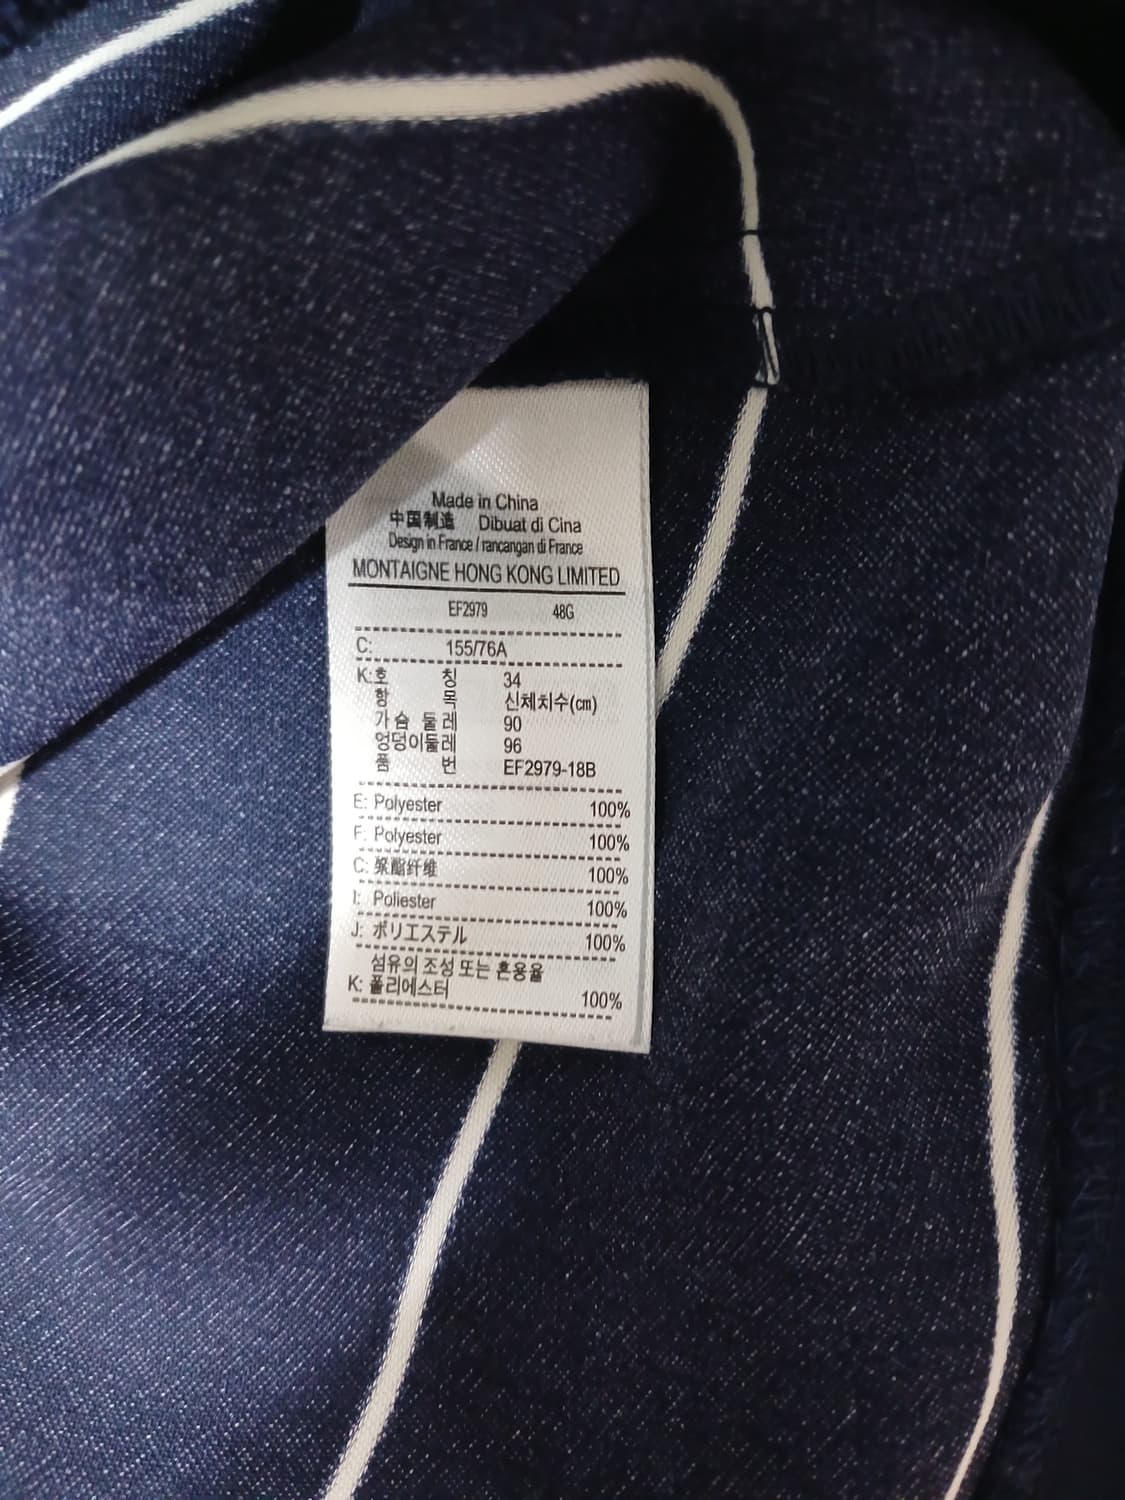 Made in China
中国制造 Dibuat di Cina
Design in France / rancangan di France
MONTAIGNE HONG KONG LIMITED
EF2979 48G
C: 155/76A
K:호 칭 34
항 목 신체치수(㎝)
가슴 둘레 90
엉덩이둘레 96
품 번 EF2979-18B
E: Polyester 100%
F: Polyester 100%
C: 聚酯纤维 100%
I: Poliester 100%
J: ポリエステル 100%
섬유의 조성 또는 혼용율
K: 폴리에스터 100%